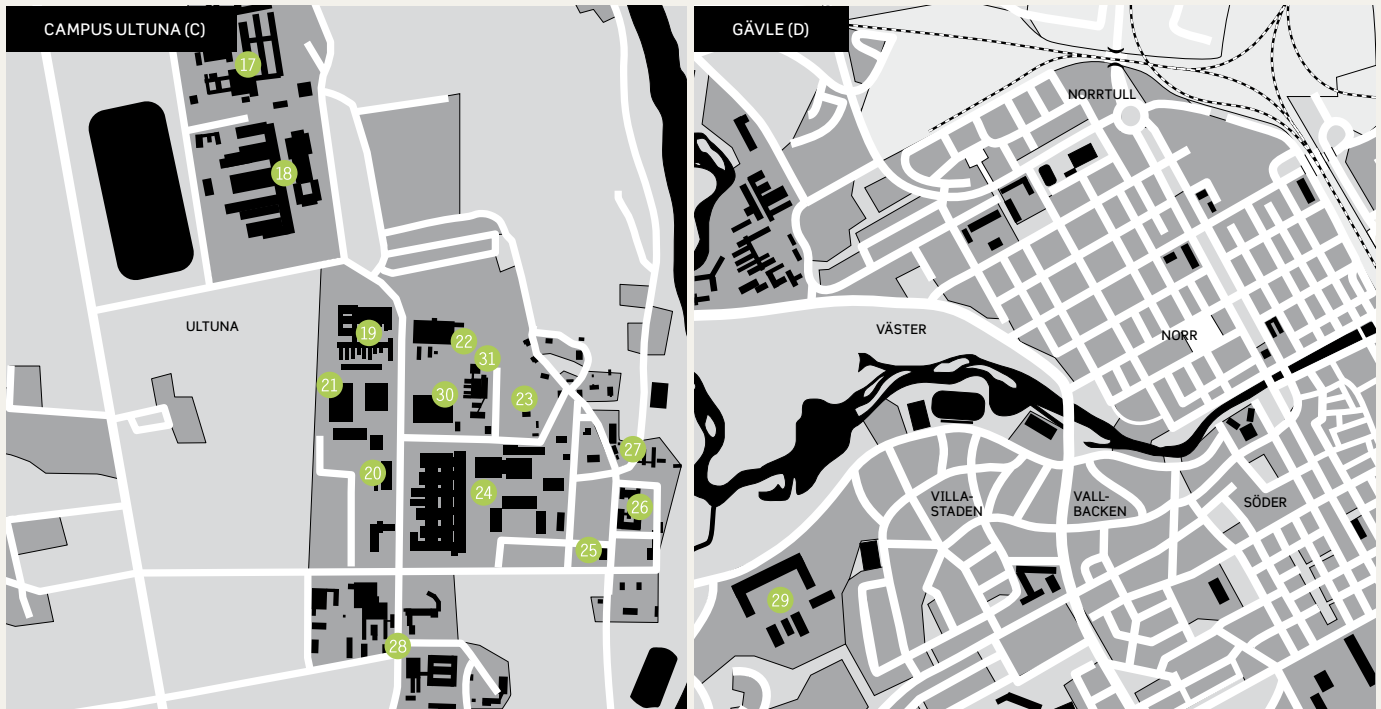 CAMPUS ULTUNA (C)
17
18
ULTUNA
19
22
31
21
30
23
27
20
24
26
25
28
GÄVLE (D)
NORRTULL
VÄSTER
NORR
VILLA-
STADEN
VALL-
BACKEN
SÖDER
29